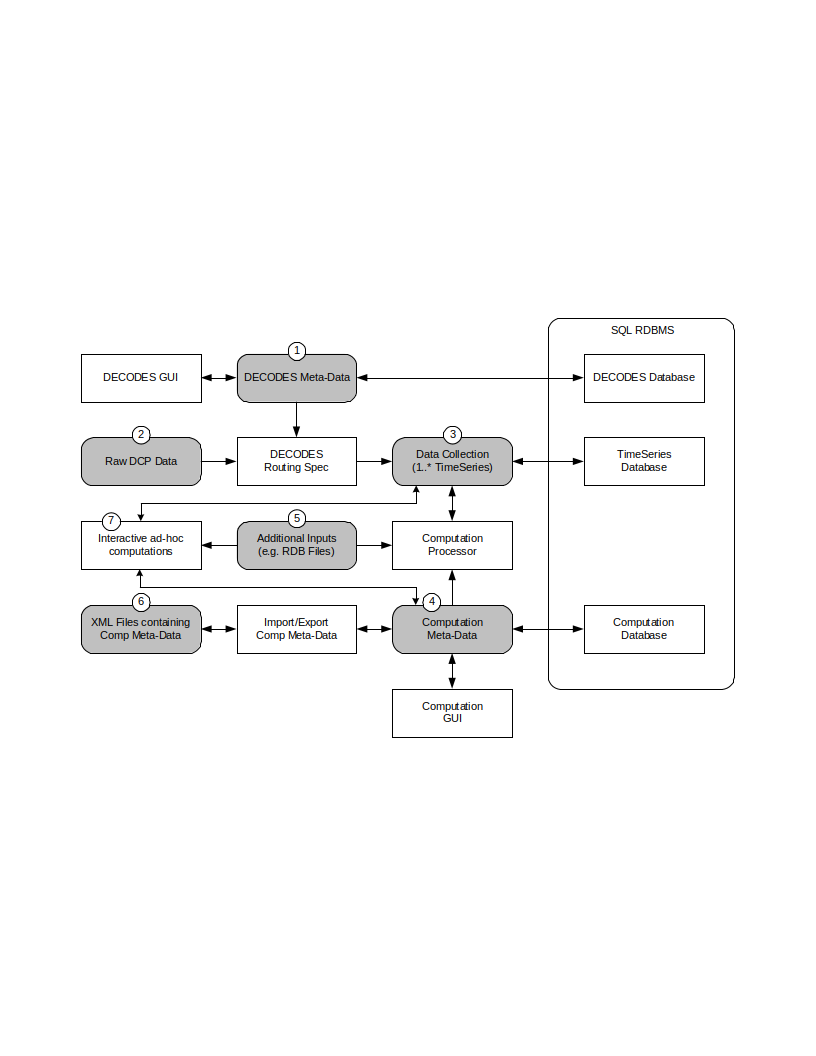 SQL RDBMS
1
DECODES GUI
DECODES Meta-Data
DECODES Database
2
3
Raw DCP Data
DECODES
Routing Spec
Data Collection
(1..* TimeSeries)
TimeSeries
Database
7
5
Interactive ad-hoc
computations
Additional Inputs
(e.g. RDB Files)
Computation
Processor
6
4
XML Files containing
Comp Meta-Data
Import/Export
Comp Meta-Data
Computation
Meta-Data
Computation
Database
Computation
GUI